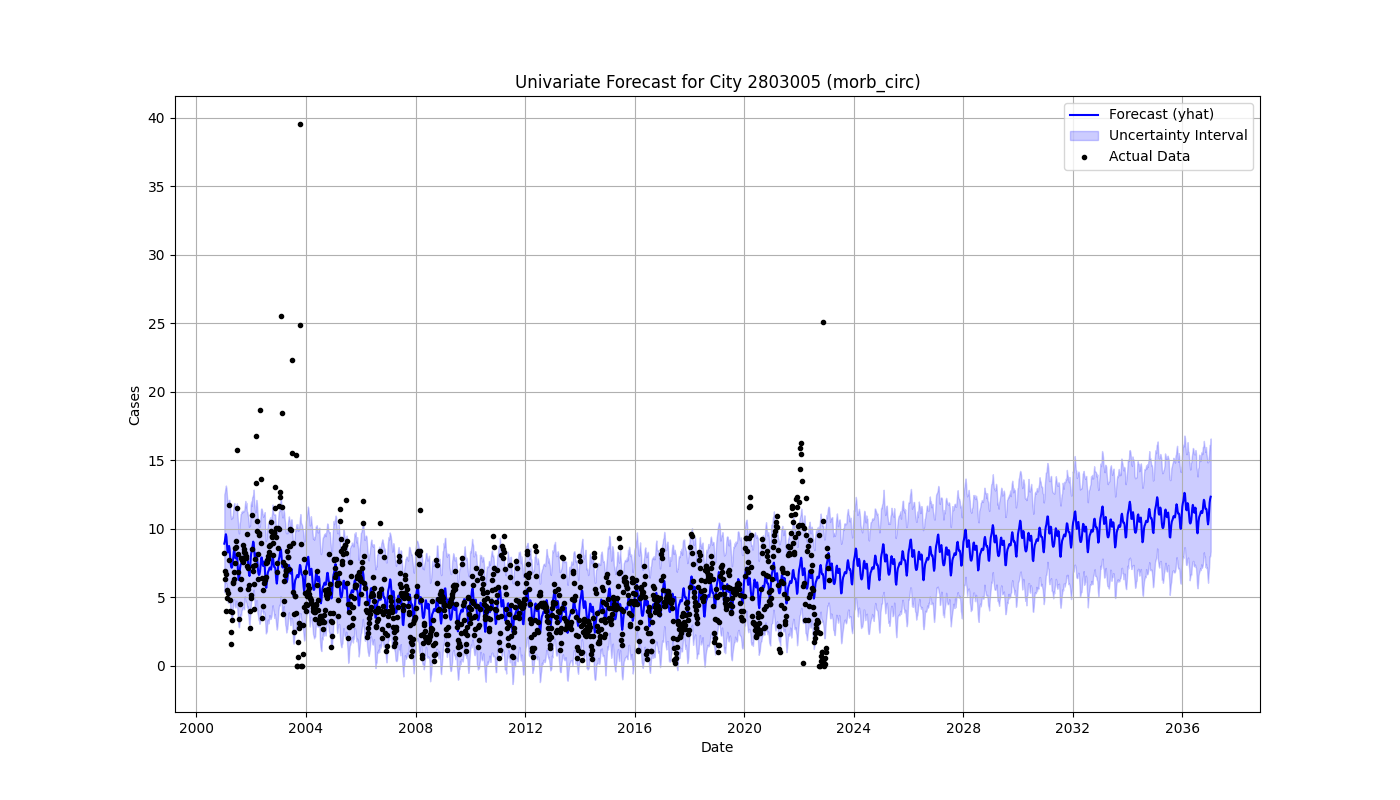 Univariate Forecast for City 2803005 (morb_circ)
Forecast (yhat)
Uncertainty Interval
Actual Data
40
35
30
25
20
15
10
5
0
Cases
2000 2004 2008 2012 2016 2020 2024 2028 2032 2036
Date